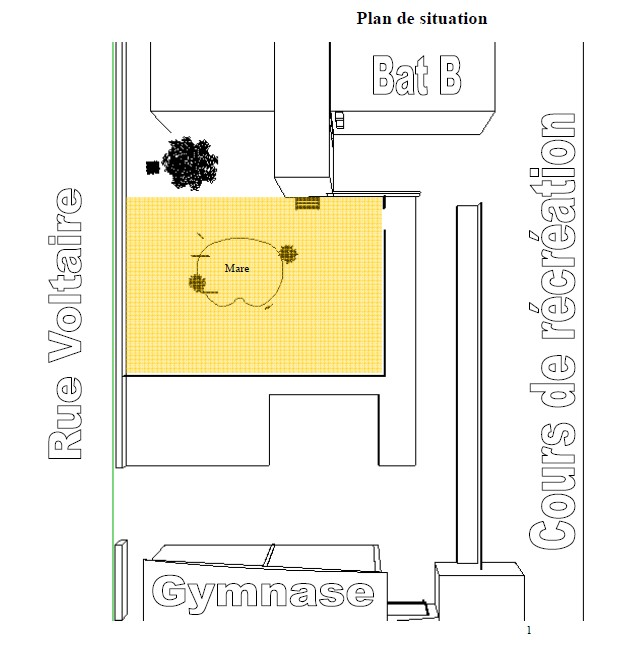 Plan de situation
Bat B
Rue Voltaire
Mare
Cours de récréation
Gymnase
1